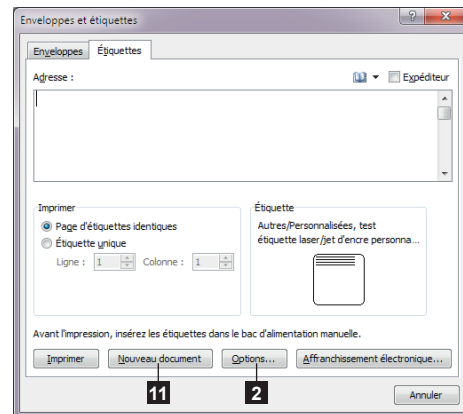 Enveloppes et étiquettes
Enveloppes Étiquettes
Adresse : Expéditeur
Imprimer
Page d'étiquettes identiques
Étiquette unique
Ligne : 1 Colonne : 1
Étiquette
Autres/Personnalisées, test
étiquette laser/jet d'encre personna...
Avant l'impression, insérez les étiquettes dans le bac d'alimentation manuelle.
Imprimer Nouveau document Options... Affranchissement électronique...
11 2
Annuler